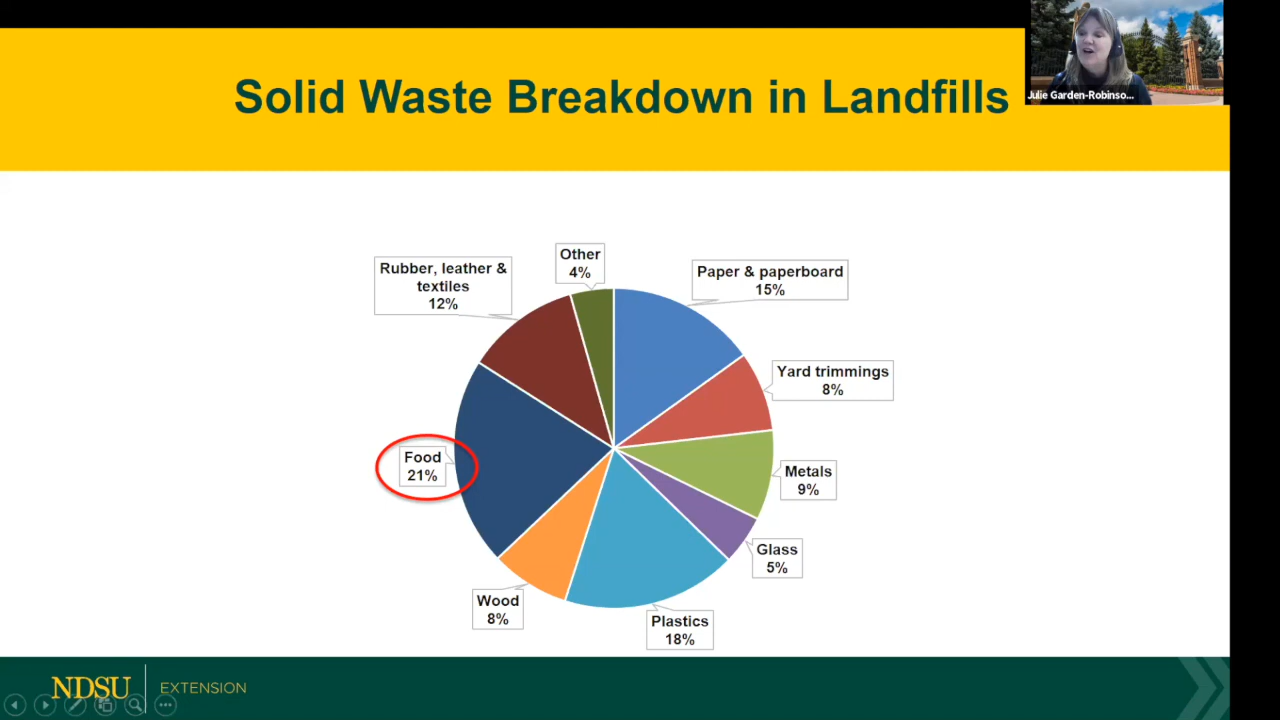 Solid Waste Breakdown in Landfills
Julie Garden-Robinso...
Other
4%
Rubber, leather &
textiles
12%
Paper & paperboard
15%
Yard trimmings
8%
Food
21%
Metals
9%
Glass
5%
Wood
8%
Plastics
18%
NDSU
EXTENSION